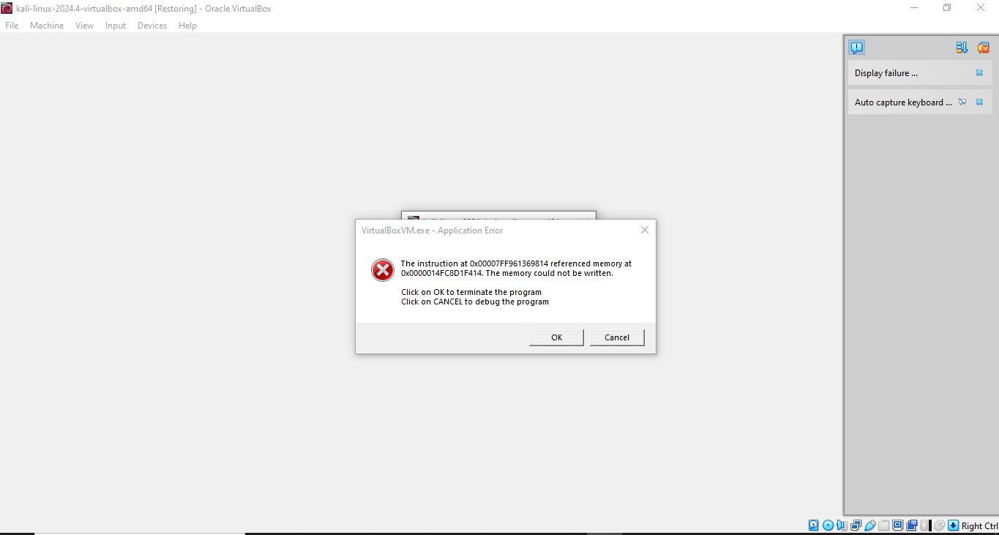 kali-linux-2024.4-virtualbox-amd64 [Restoring] - Oracle VirtualBox
File Machine View Input Devices Help
Display failure ...
Auto capture keyboard ...
VirtualBoxVM.exe - Application Error
The instruction at 0x00007FF961369814 referenced memory at
0x0000014FC8D1F414. The memory could not be written.
Click on OK to terminate the program
Click on CANCEL to debug the program
OK Cancel
Right Ctrl